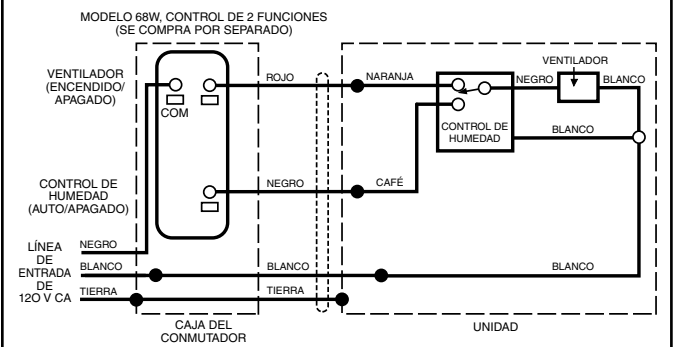 MODELO 68W, CONTROL DE 2 FUNCIONES
(SE COMPRA POR SEPARADO)
VENTILADOR
(ENCENDIDO/
APAGADO)
COM
ROJO
NARANJA
VENTILADOR
NEGRO
BLANCO
CONTROL DE
HUMEDAD
BLANCO
CONTROL DE
HUMEDAD
(AUTO/APAGADO)
NEGRO
CAFÉ
LÍNEA
DE
ENTRADA
DE
12O V CA
NEGRO
BLANCO
BLANCO
BLANCO
TIERRA
TIERRA
CAJA DEL
CONMUTADOR
UNIDAD